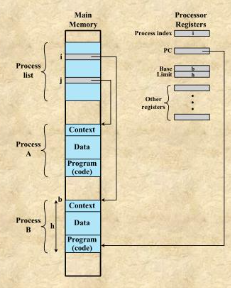 Main
Memory
Processor
Registers
Process index
i
PC
Base
b
Limit
h
Other
registers
Process
list
i
j
Process
A
Context
Data
Program
(code)
Process
B
b
h
Context
Data
Program
(code)